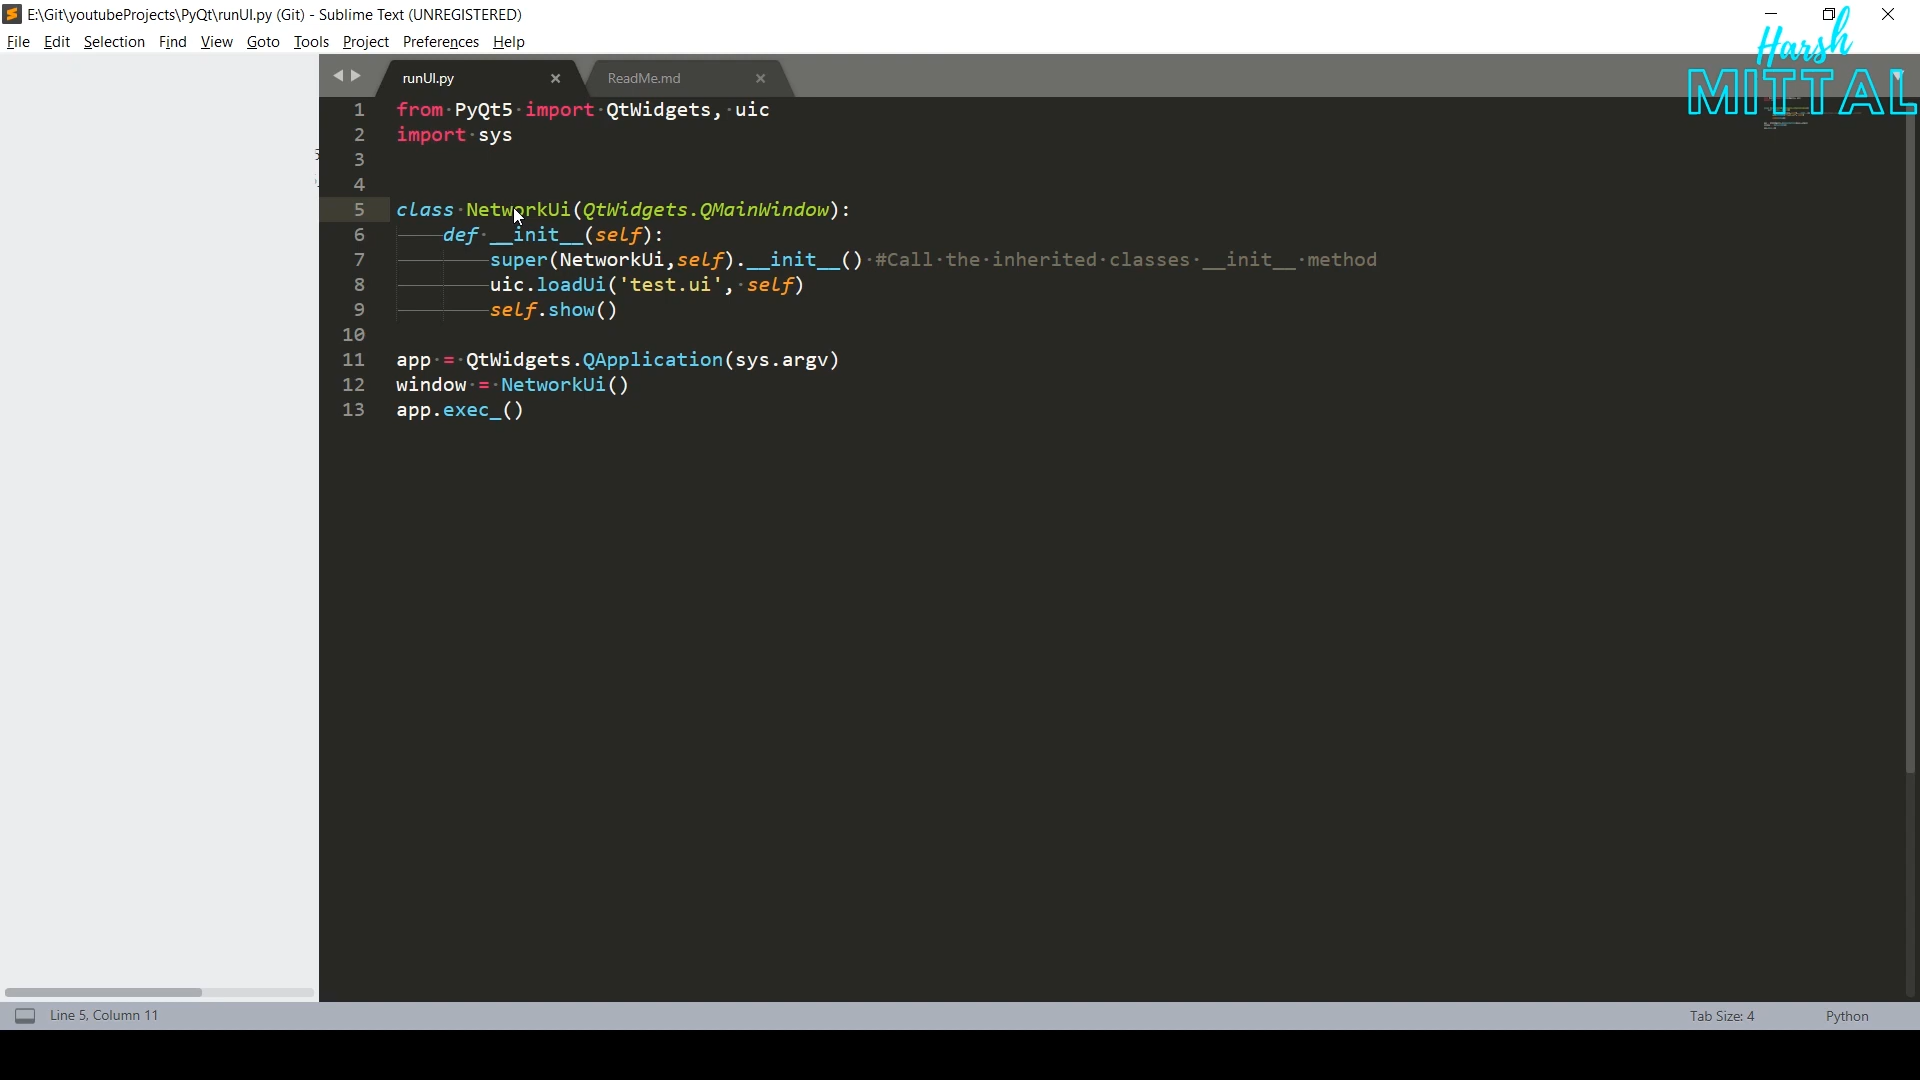 E:\Git\youtubeProjects\PyQt\runUI.py (Git) - Sublime Text (UNREGISTERED)
File Edit Selection Find View Goto Tools Project Preferences Help
Harsh
MITTAL
runUI.py ReadMe.md
1 from PyQt5 import QtWidgets, uic
2 import sys
3
4
5 class NetworkUi(QtWidgets.QMainWindow):
6 def __init__(self):
7 super(NetworkUi,self).__init__() #Call the inherited classes __init__ method
8 uic.loadUi('test.ui', self)
9 self.show()
10
11 app = QtWidgets.QApplication(sys.argv)
12 window = NetworkUi()
13 app.exec_()
Line 5, Column 11 Tab Size: 4 Python